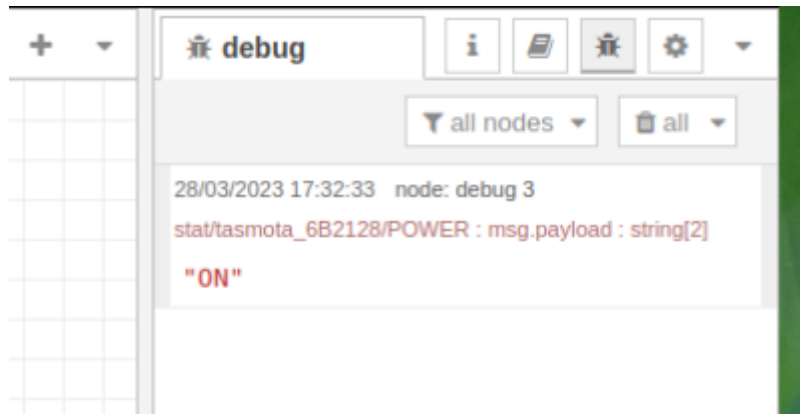 debug
all nodes
all
28/03/2023 17:32:33 node: debug 3
stat/tasmota_6B2128/POWER : msg.payload : string[2]
"ON"